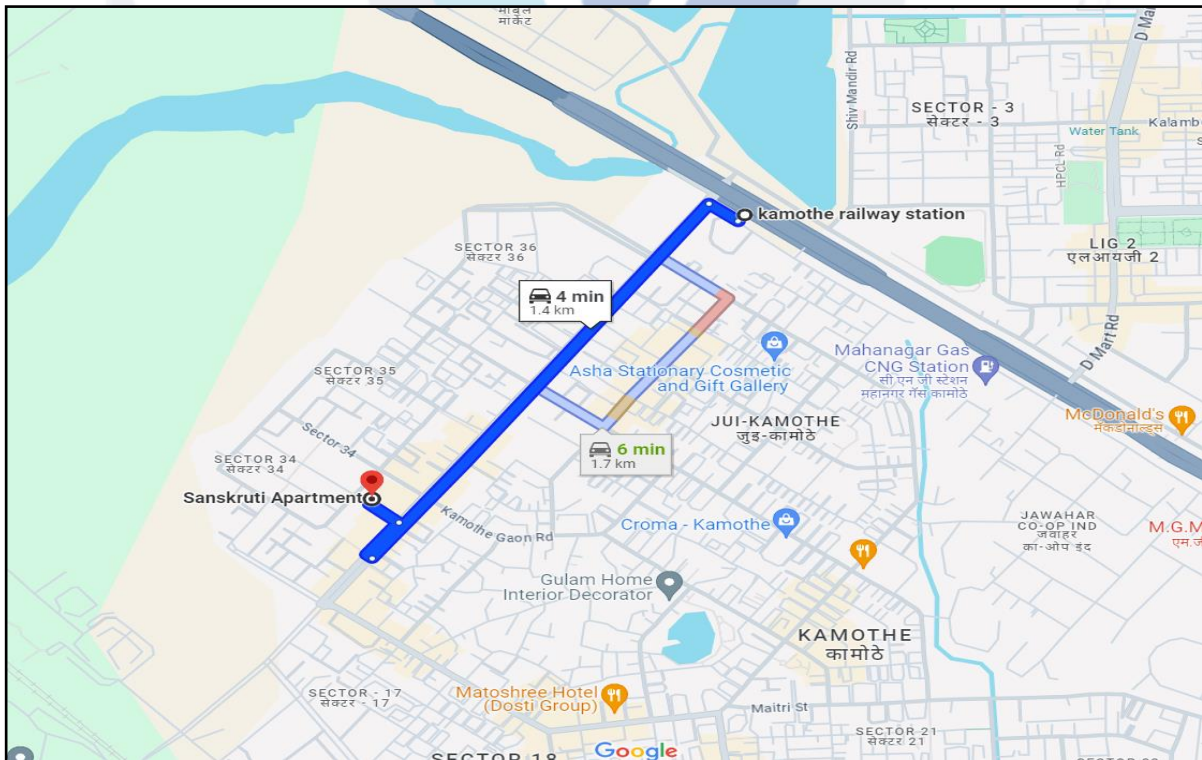 मार्केट
D Mar
Shiv Mandir Rd
SECTOR - 3
सेक्टर - 3
Water Tank
Kalamb
HPCL Rd
kamothe railway station
LIG 2
एलआयजी 2
SECTOR 36
सेक्टर 36
4 min
1.4 km
D Mart Rd
Asha Stationary Cosmetic
and Gift Gallery
Mahanagar Gas
CNG Station
सी एन जी स्टेशन
महानगर गॅस कामोठे
SECTOR 35
सेक्टर 35
JUI-KAMOTHE
जुइ-कामोठे
McDonald's
मॅकडोनाल्डस
6 min
1.7 km
Sector 34
SECTOR 34
सेक्टर 34
Sanskruti Apartment
Kamothe Gaon Rd
Croma - Kamothe
JAWAHAR
CO-OP IND
जवाहर
को-ओप इंद
M.G.M
एम.जी
Gulam Home
Interior Decorator
KAMOTHE
कामोठे
SECTOR - 17
सेक्टर - 17
Matoshree Hotel
(Dosti Group)
Maitri St
SECTOR 21
सेक्टर 21
Google
SECTOR 18